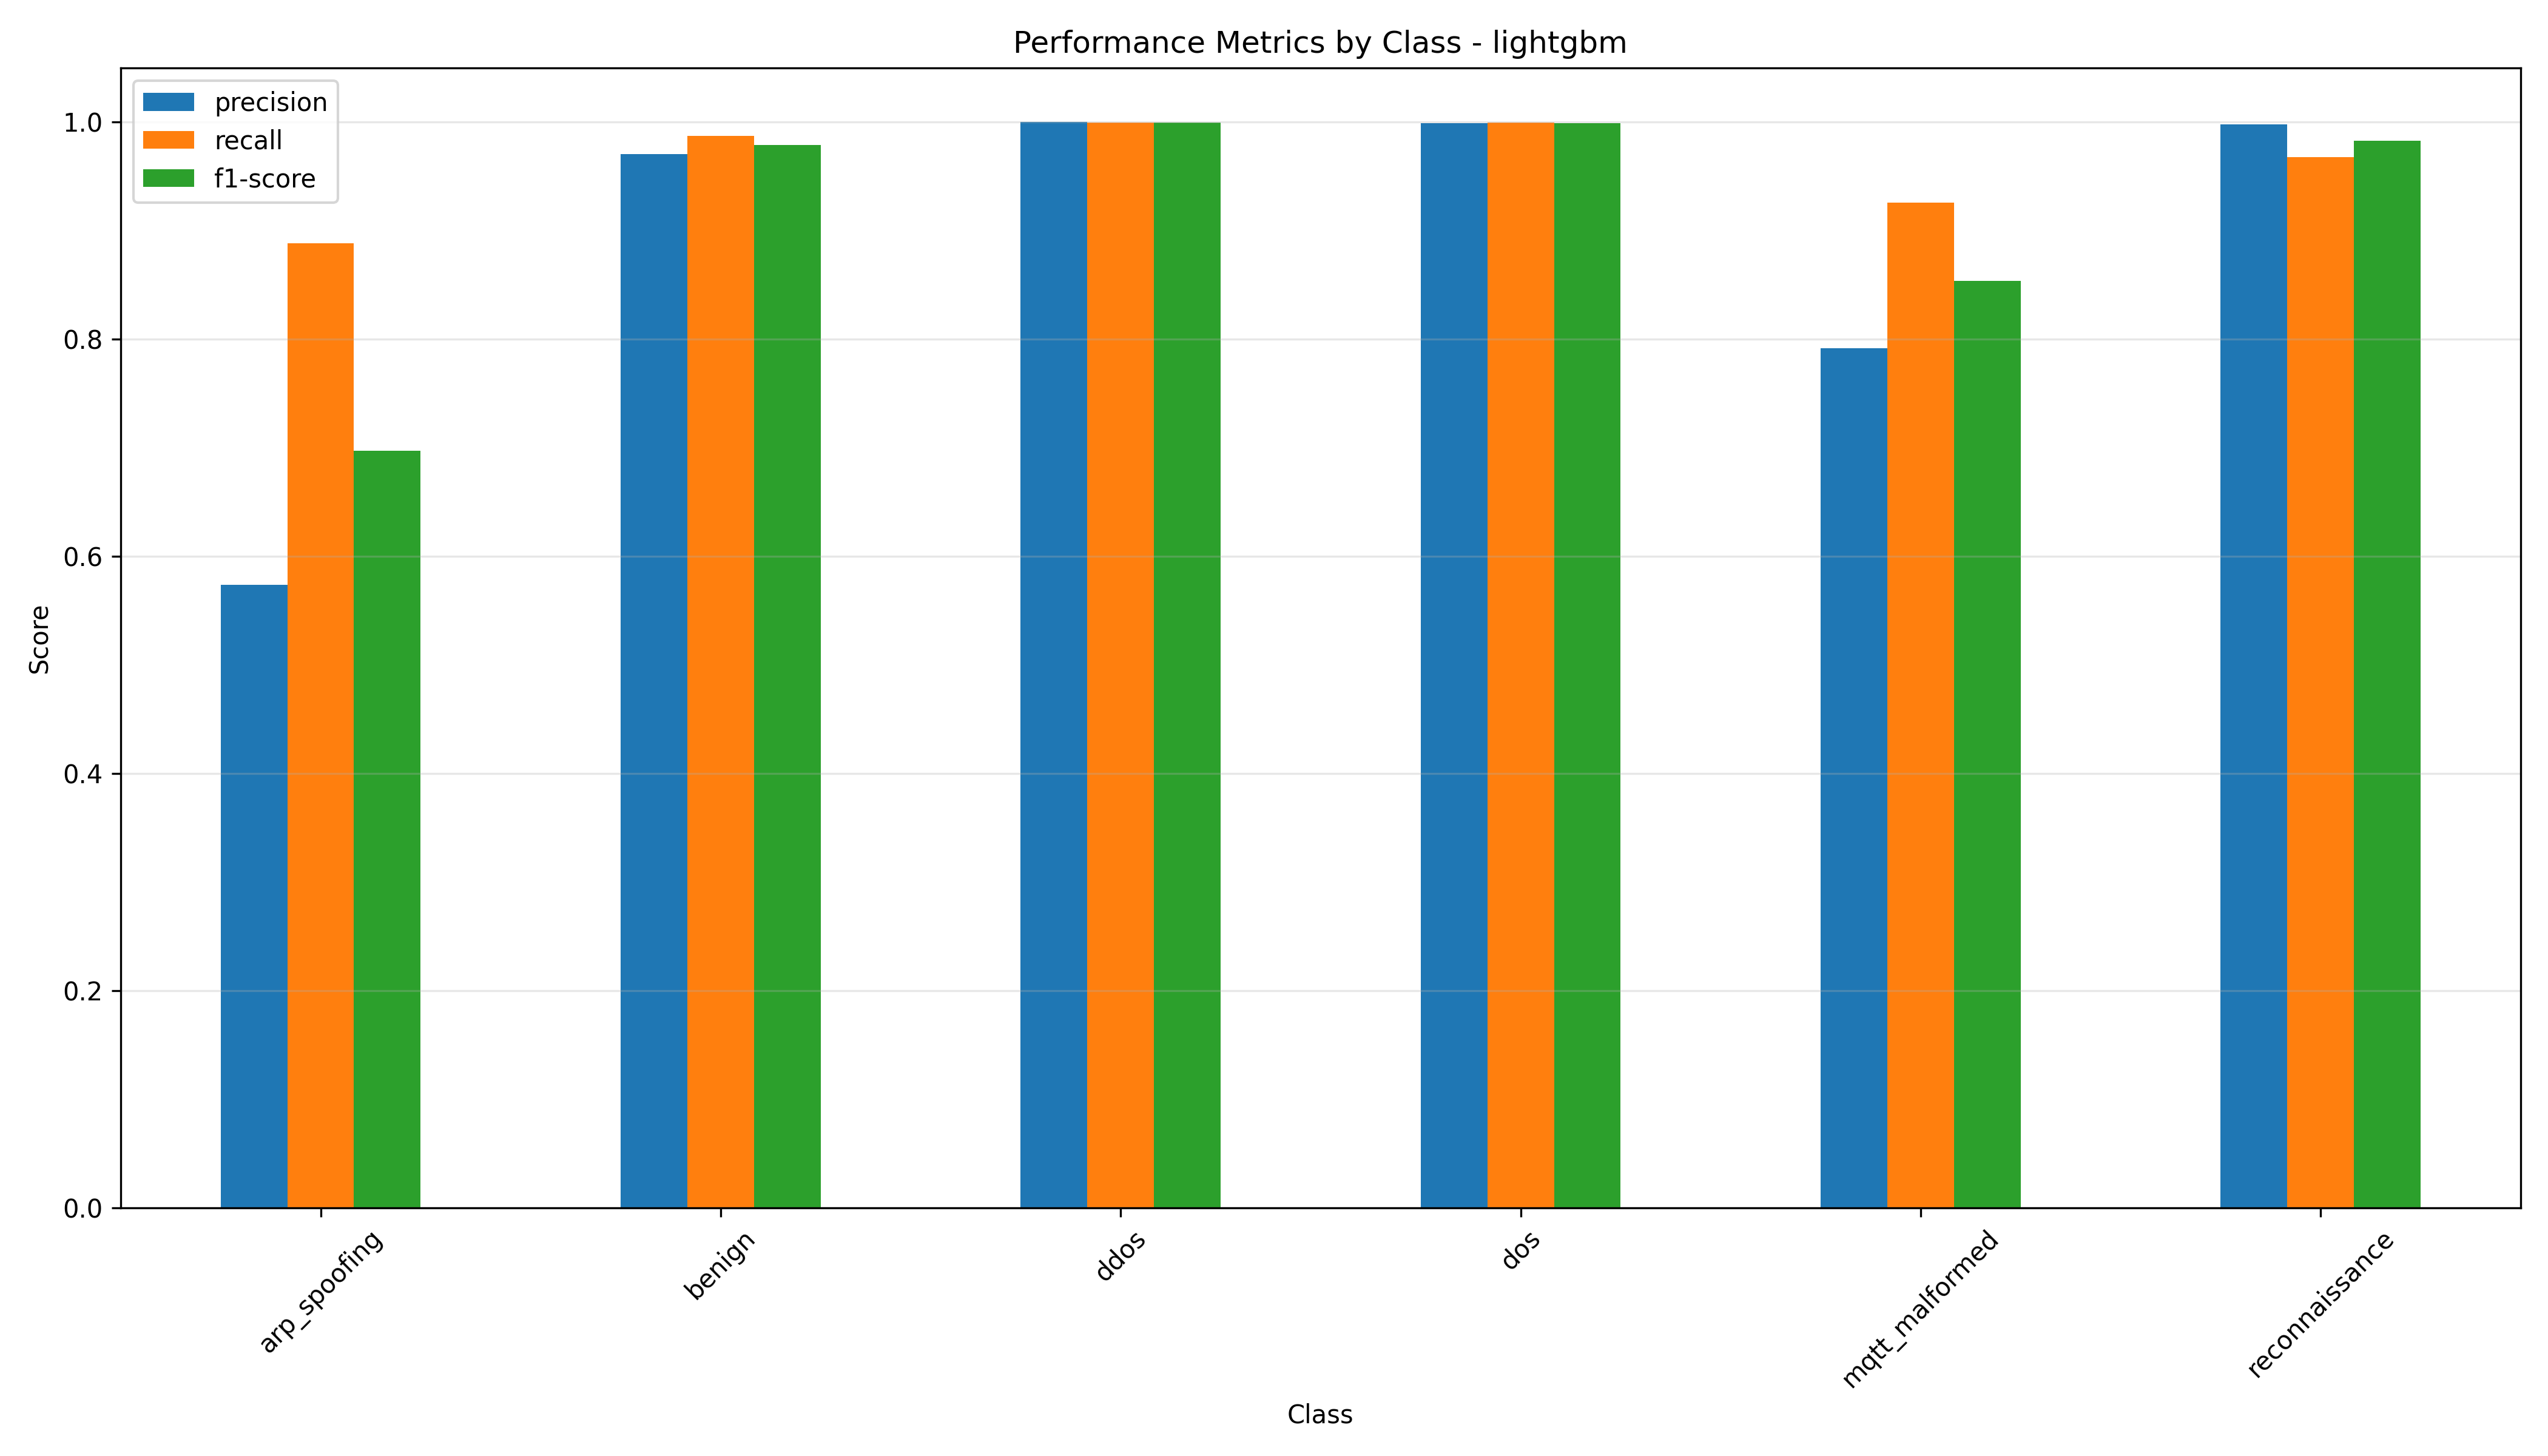 Performance Metrics by Class - lightgbm
precision
recall
f1-score
1.0
0.8
0.6
0.4
0.2
0.0
Score
arp_spoofing
benign
ddos
dos
mqtt_malformed
reconnaissance
Class